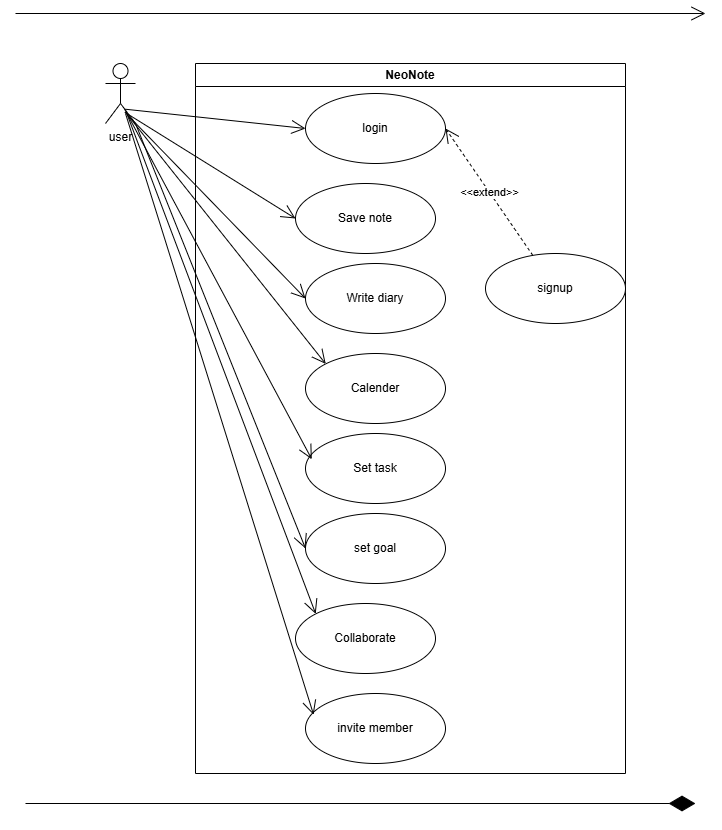 NeoNote
user
login
<<extend>>
Save note
signup
Write diary
Calender
Set task
set goal
Collaborate
invite member